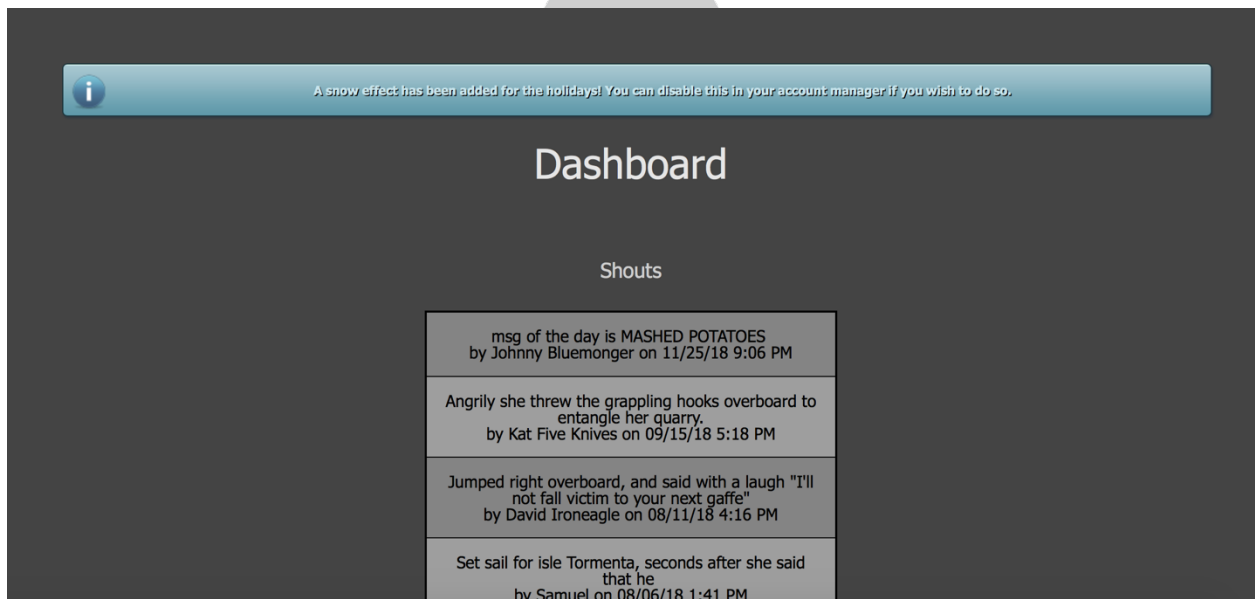 A snow effect has been added for the holidays! You can disable this in your account manager if you wish to do so.
Dashboard
Shouts
msg of the day is MASHED POTATOES
by Johnny Bluemonger on 11/25/18 9:06 PM
Angrily she threw the grappling hooks overboard to
entangle her quarry.
by Kat Five Knives on 09/15/18 5:18 PM
Jumped right overboard, and said with a laugh "I'll
not fall victim to your next gaffe"
by David Ironeagle on 08/11/18 4:16 PM
Set sail for isle Tormenta, seconds after she said
that he
by Samuel on 08/06/18 1:41 PM